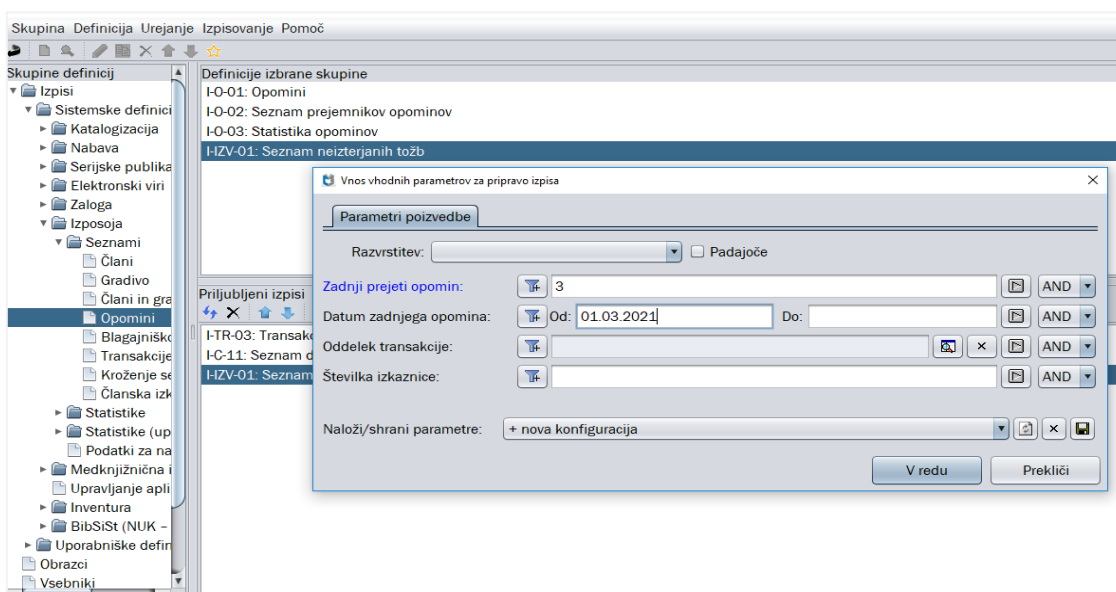 Skupina Definicija Urejanje Izpisovanje Pomoč
Skupine definicij
Izpisi
Sistemske definici
Katalogizacija
Nabava
Serijske publika
Elektronski viri
Zaloga
Izposoja
Seznami
Člani
Gradivo
Člani in gra
Opomini
Blagajniško
Transakcije
Kroženje se
Članska izk
Statistike
Statistike (up
Podatki za na
Medknjižnična i
Upravljanje apli
Inventura
BibSiSt (NUK –
Uporabniške defin
Obrazci
Vsebniki
Definicije izbrane skupine
I-O-01: Opomini
I-O-02: Seznam prejemnikov opominov
I-O-03: Statistika opominov
I-IZV-01: Seznam neizterjanih tožb
Priljubljeni izpisi
I-TR-03: Transak
I-C-11: Seznam d
I-IZV-01: Seznam
Vnos vhodnih parametrov za pripravo izpisa
Parametri poizvedbe
Razvrstitev: Padajoče
Zadnji prejeti opomin: 3 AND
Datum zadnjega opomina: Od: 01.03.2021 Do: AND
Oddelek transakcije: AND
Številka izkaznice: AND
Naloži/shrani parametre: + nova konfiguracija
V redu Prekliči